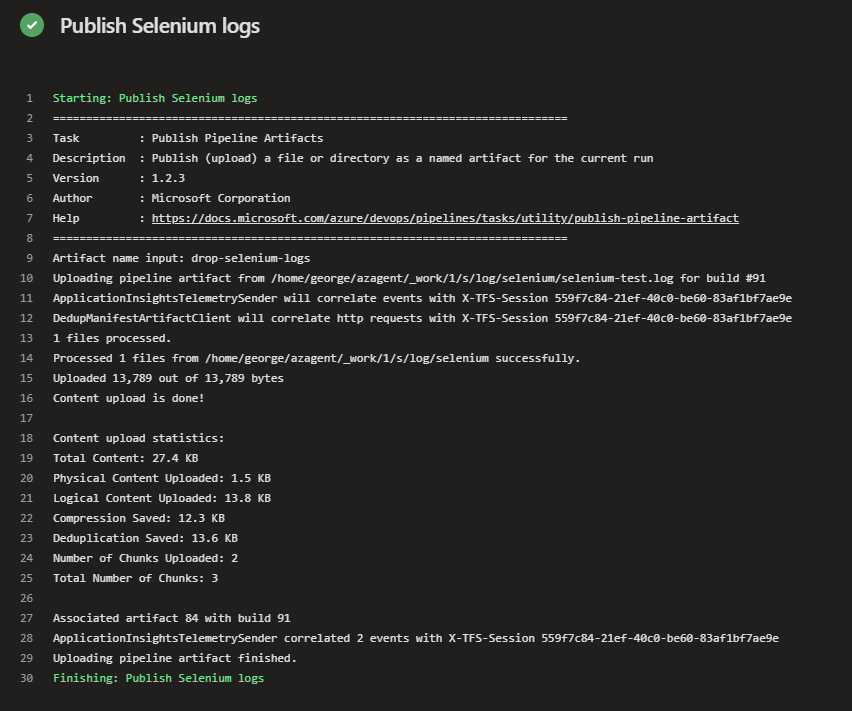 Publish Selenium logs
1 Starting: Publish Selenium logs
2 ==============================================================================
3 Task         : Publish Pipeline Artifacts
4 Description  : Publish (upload) a file or directory as a named artifact for the current run
5 Version      : 1.2.3
6 Author       : Microsoft Corporation
7 Help         : https://docs.microsoft.com/azure/devops/pipelines/tasks/utility/publish-pipeline-artifact
8 ==============================================================================
9 Artifact name input: drop-selenium-logs
10 Uploading pipeline artifact from /home/george/azagent/_work/1/s/log/selenium/selenium-test.log for build #91
11 ApplicationInsightsTelemetrySender will correlate events with X-TFS-Session 559f7c84-21ef-40c0-be60-83af1bf7ae9e
12 DedupManifestArtifactClient will correlate http requests with X-TFS-Session 559f7c84-21ef-40c0-be60-83af1bf7ae9e
13 1 files processed.
14 Processed 1 files from /home/george/azagent/_work/1/s/log/selenium successfully.
15 Uploaded 13,789 out of 13,789 bytes
16 Content upload is done!
17
18 Content upload statistics:
19 Total Content: 27.4 KB
20 Physical Content Uploaded: 1.5 KB
21 Logical Content Uploaded: 13.8 KB
22 Compression Saved: 12.3 KB
23 Deduplication Saved: 13.6 KB
24 Number of Chunks Uploaded: 2
25 Total Number of Chunks: 3
26
27 Associated artifact 84 with build 91
28 ApplicationInsightsTelemetrySender correlated 2 events with X-TFS-Session 559f7c84-21ef-40c0-be60-83af1bf7ae9e
29 Uploading pipeline artifact finished.
30 Finishing: Publish Selenium logs